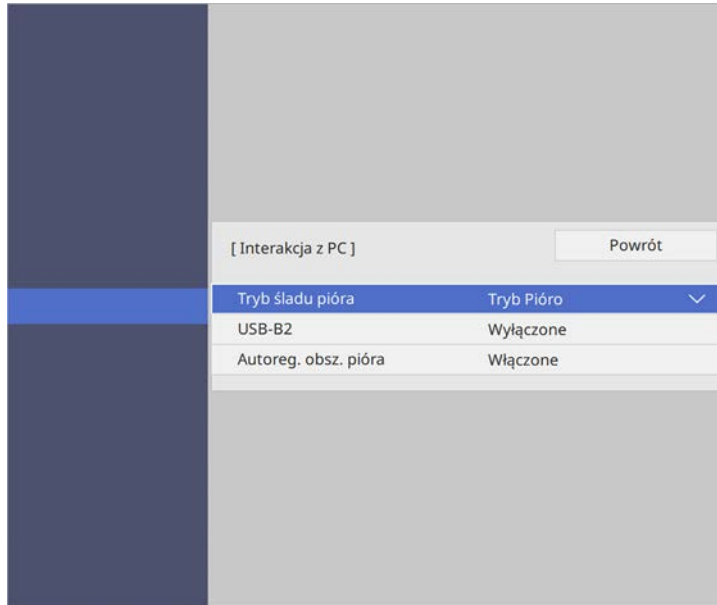 [ Interakcja z PC ] Powrót
Tryb śladu pióra Tryb Pióro
USB-B2 Wyłączone
Autoreg. obsz. pióra Włączone